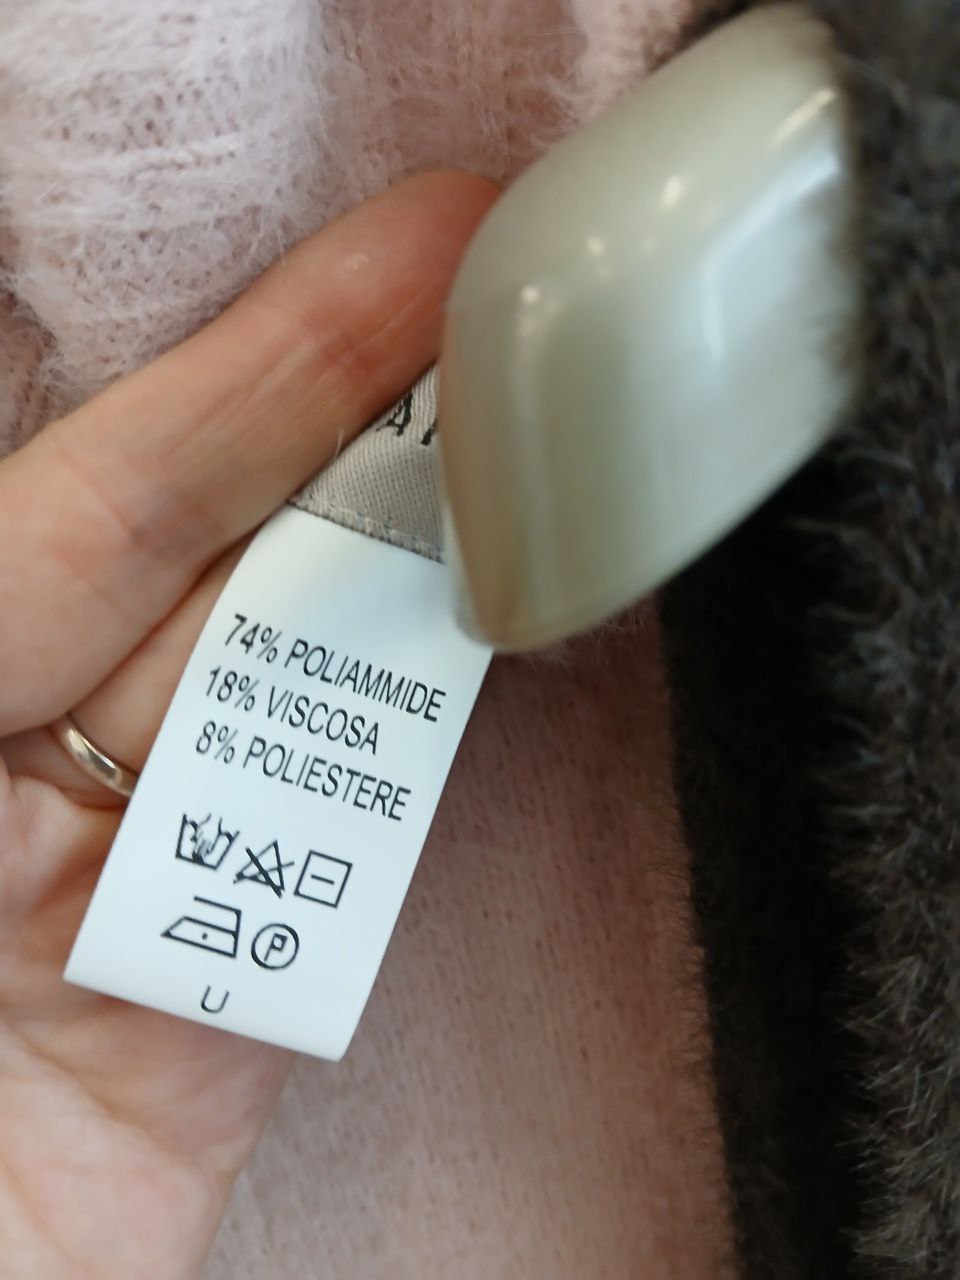 74% POLIAMMIDE
18% VISCOSA
8% POLIESTERE
P
U